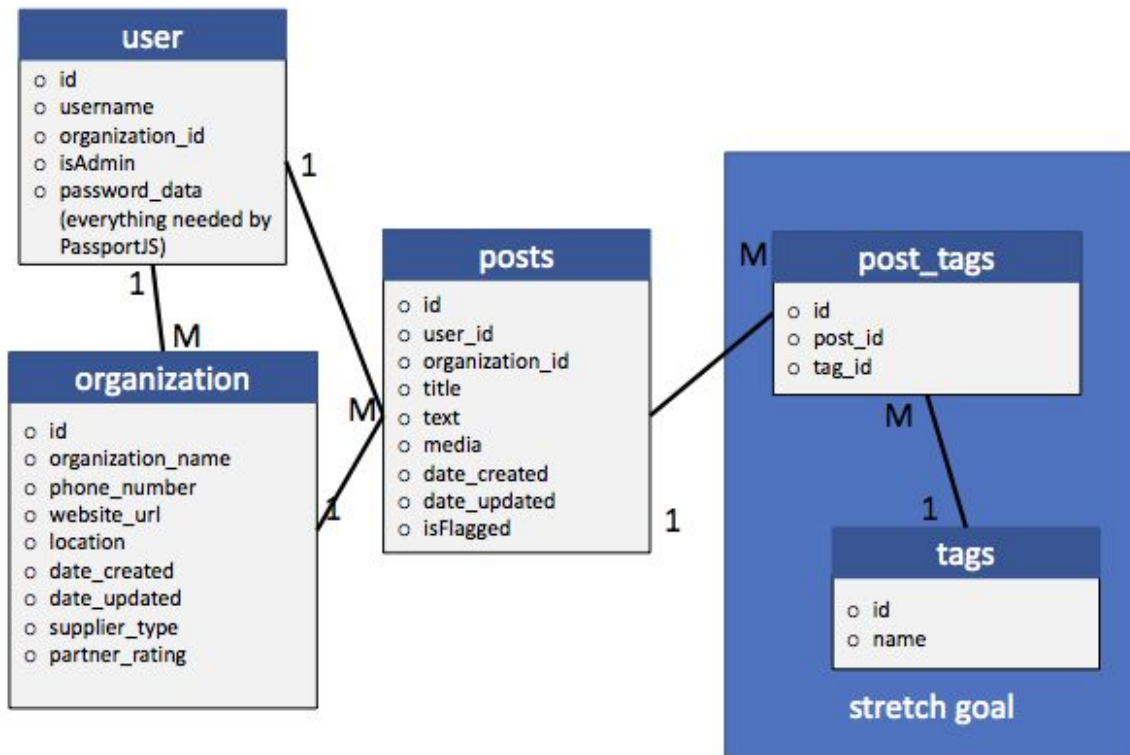 user
○ id
○ username
○ organization_id
○ isAdmin
○ password_data
(everything needed by
PassportJS)
1
1
M
organization
○ id
○ organization_name
○ phone_number
○ website_url
○ location
○ date_created
○ date_updated
○ supplier_type
○ partner_rating
M
1
posts
○ id
○ user_id
○ organization_id
○ title
○ text
○ media
○ date_created
○ date_updated
○ isFlagged
1
M
post_tags
○ id
○ post_id
○ tag_id
M
1
tags
○ id
○ name
stretch goal